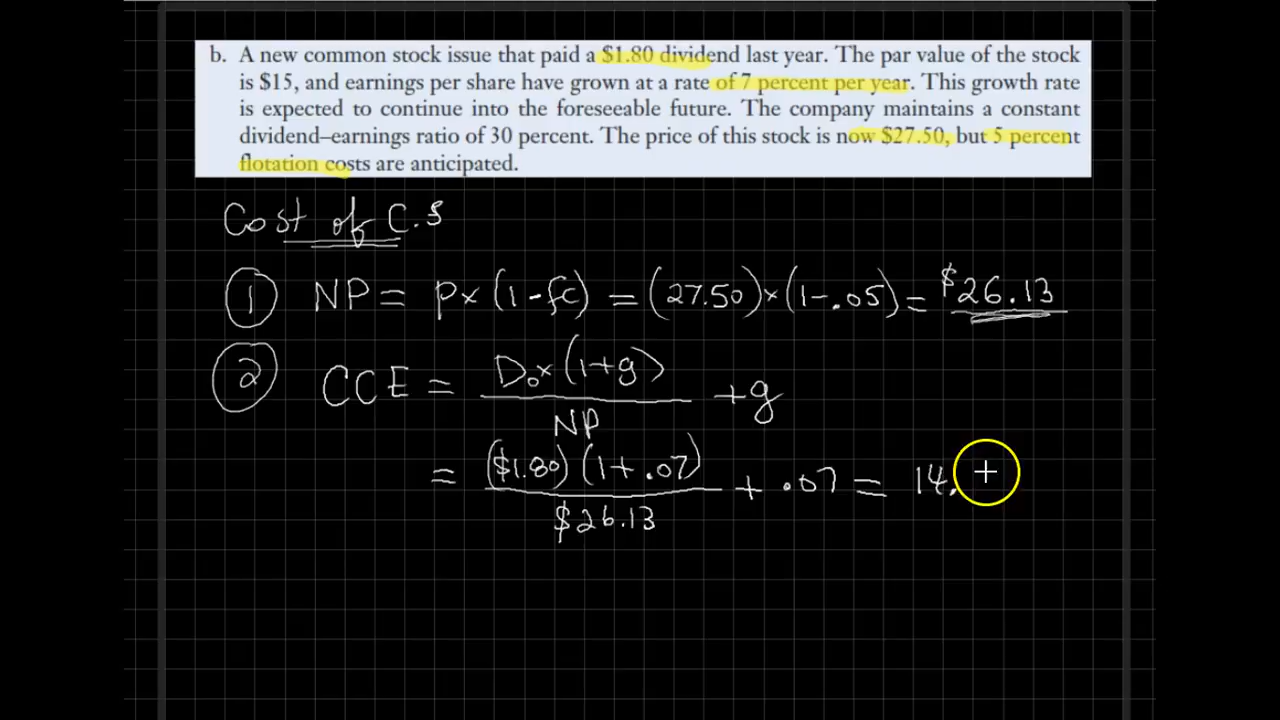 b. A new common stock issue that paid a $1.80 dividend last year. The par value of the stock
is $15, and earnings per share have grown at a rate of 7 percent per year. This growth rate
is expected to continue into the foreseeable future. The company maintains a constant
dividend–earnings ratio of 30 percent. The price of this stock is now $27.50, but 5 percent
flotation costs are anticipated.
Cost of C.S
1 NP = P× (1 - fc) = (27.50)×(1-.05) = $26.13
2 CCE = D₀×(1+g) +g
NP
= ($1.80) (1+.07) + .07 = 14.
$26.13